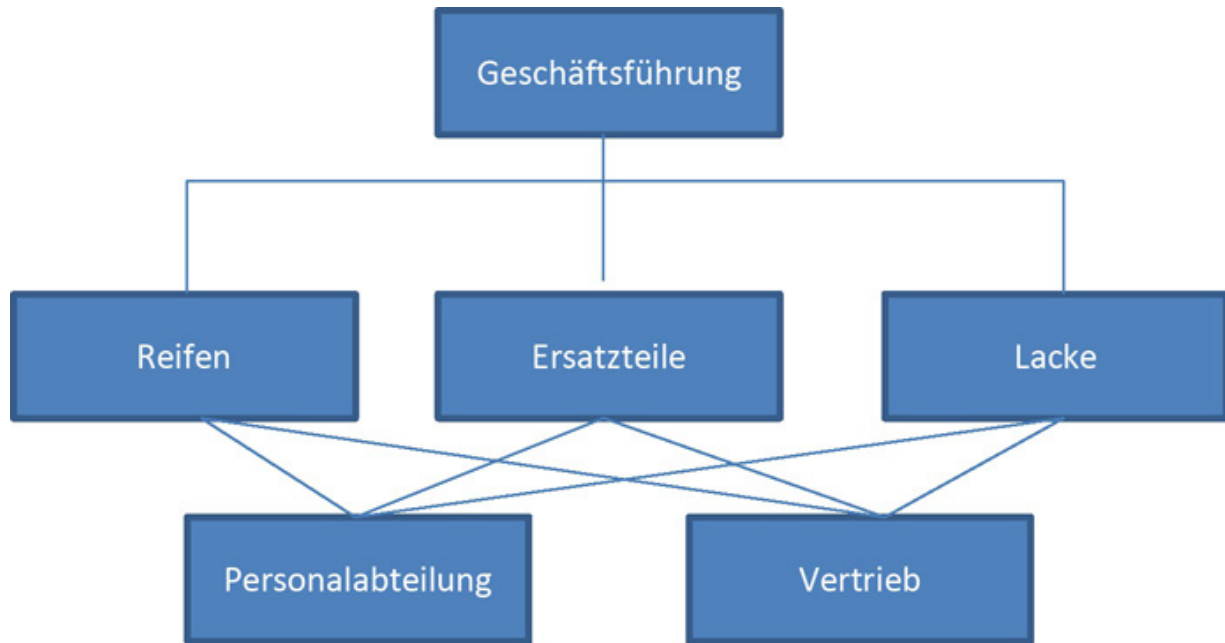 Geschäftsführung
Reifen
Ersatzteile
Lacke
Personalabteilung
Vertrieb